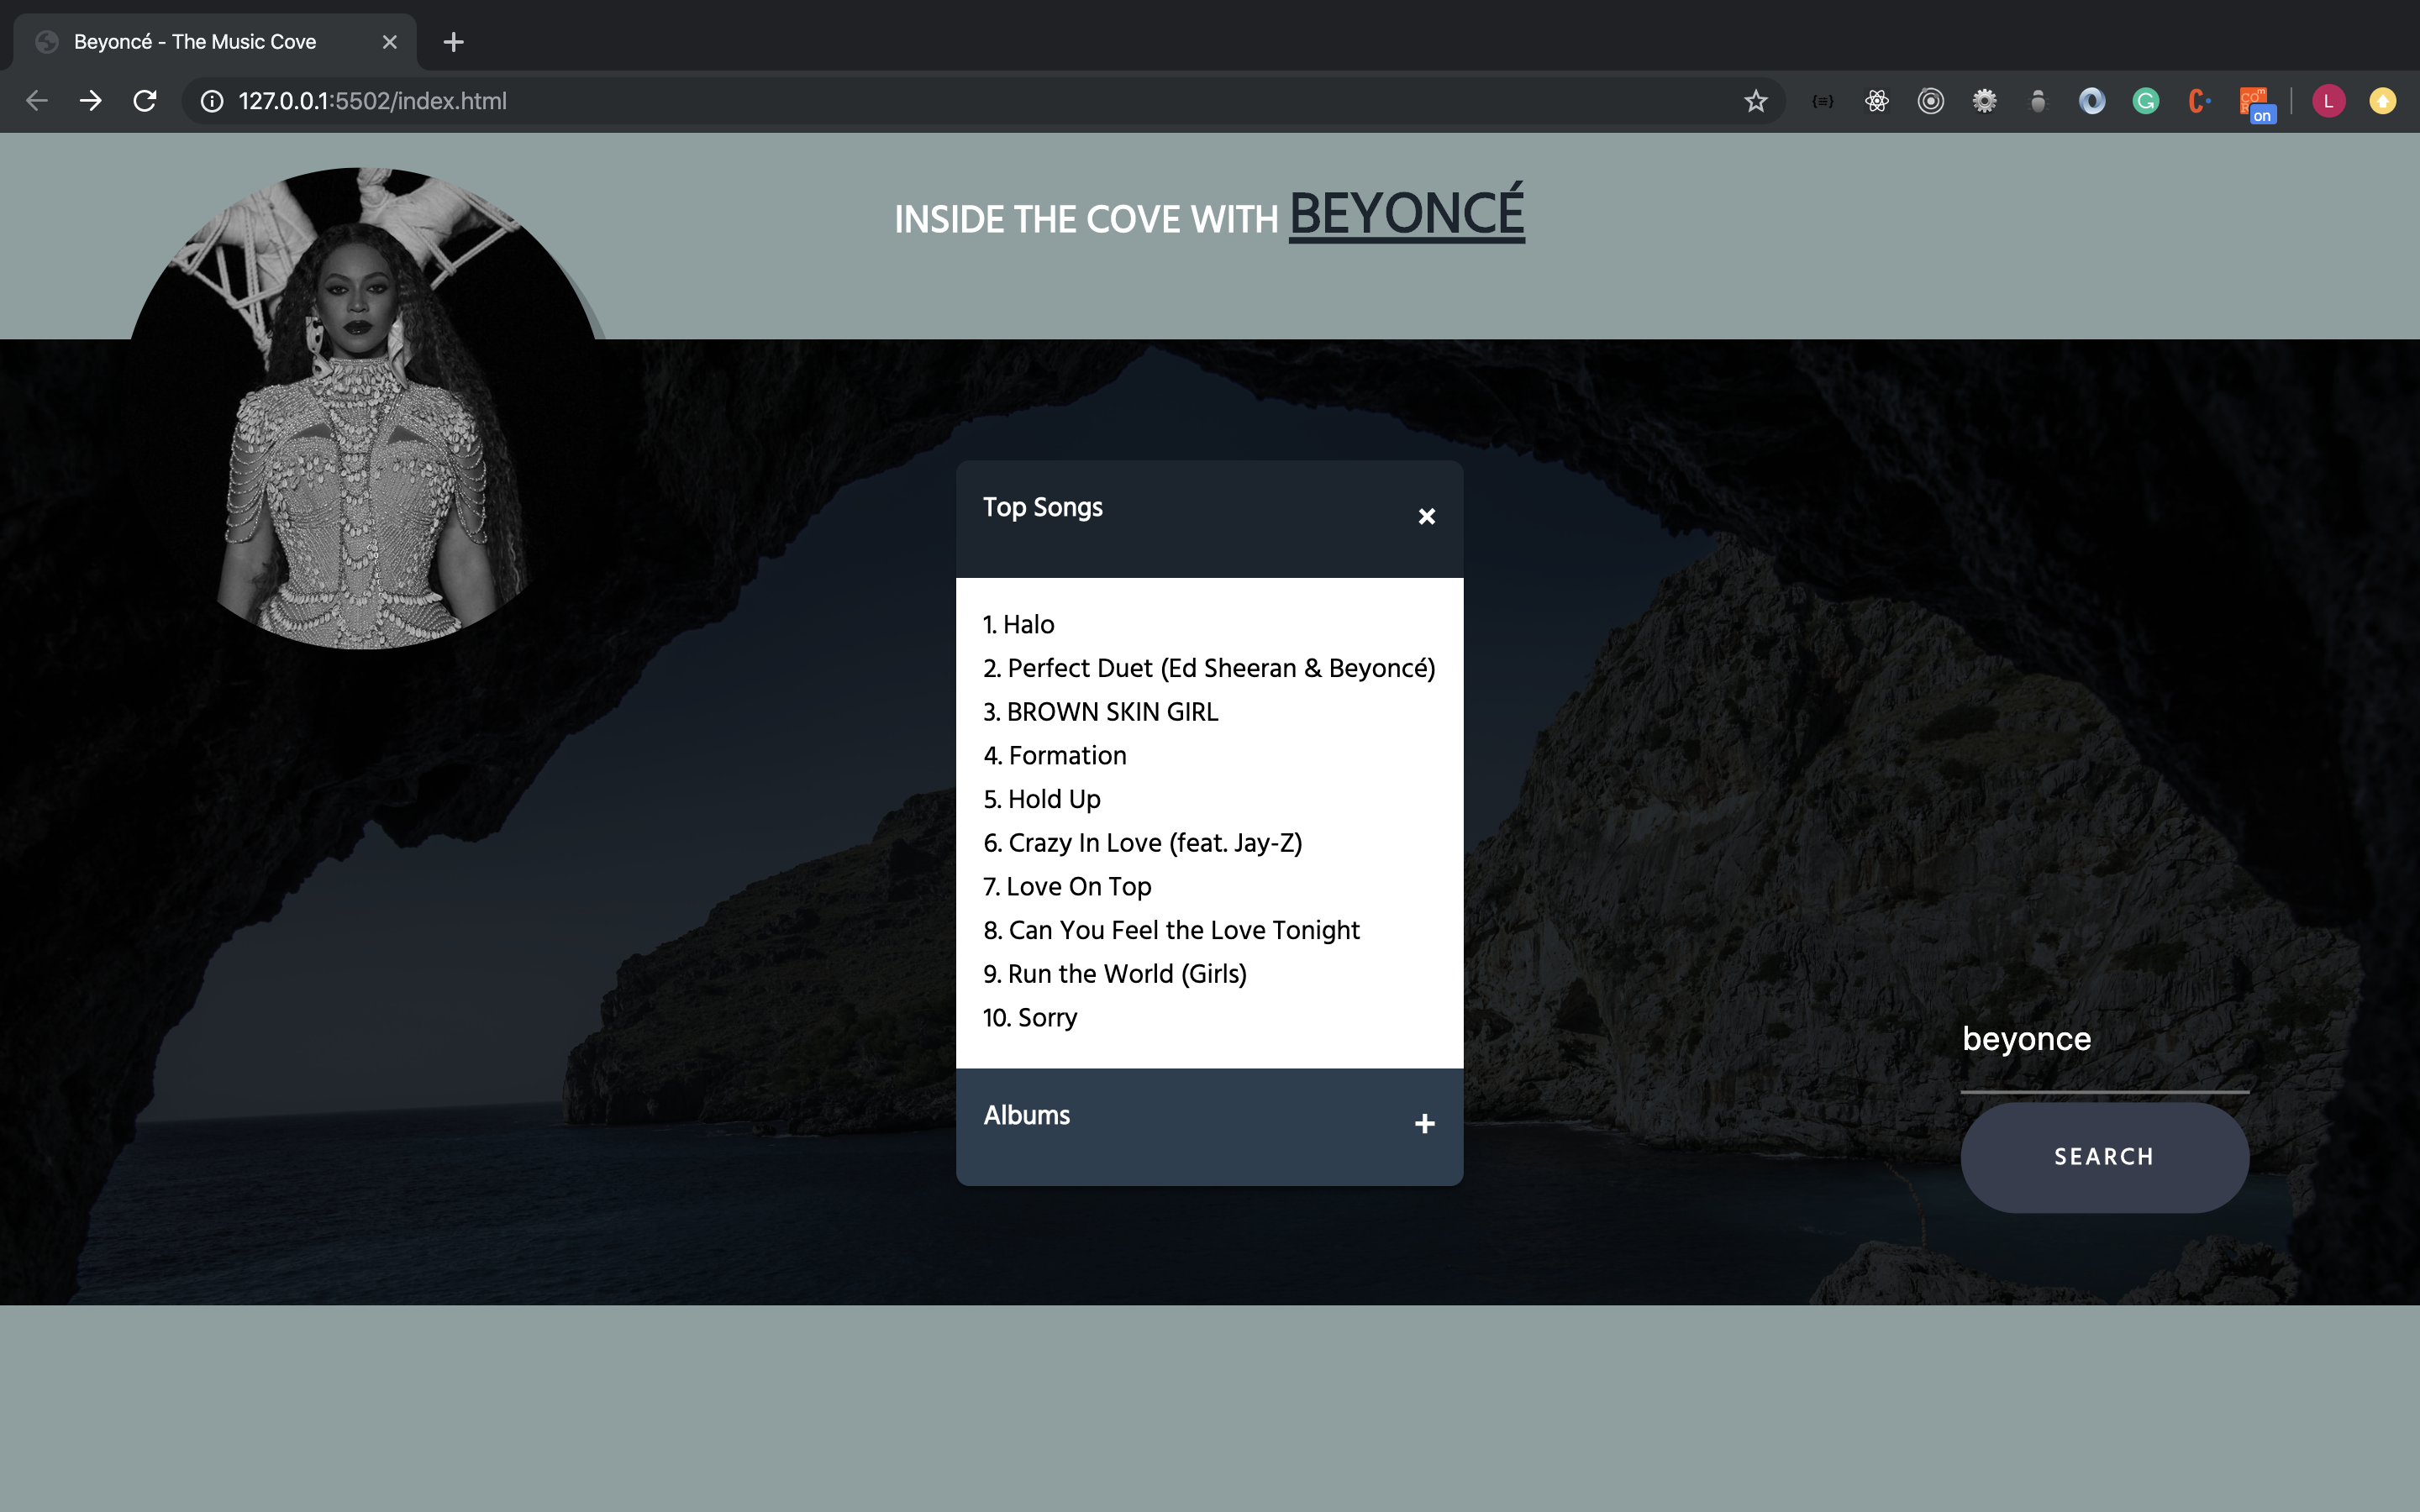 Beyoncé - The Music Cove
127.0.0.1:5502/index.html
on
L
INSIDE THE COVE WITH BEYONCÉ
Top Songs
1. Halo
2. Perfect Duet (Ed Sheeran & Beyoncé)
3. BROWN SKIN GIRL
4. Formation
5. Hold Up
6. Crazy In Love (feat. Jay-Z)
7. Love On Top
8. Can You Feel the Love Tonight
9. Run the World (Girls)
10. Sorry
Albums
beyonce
SEARCH